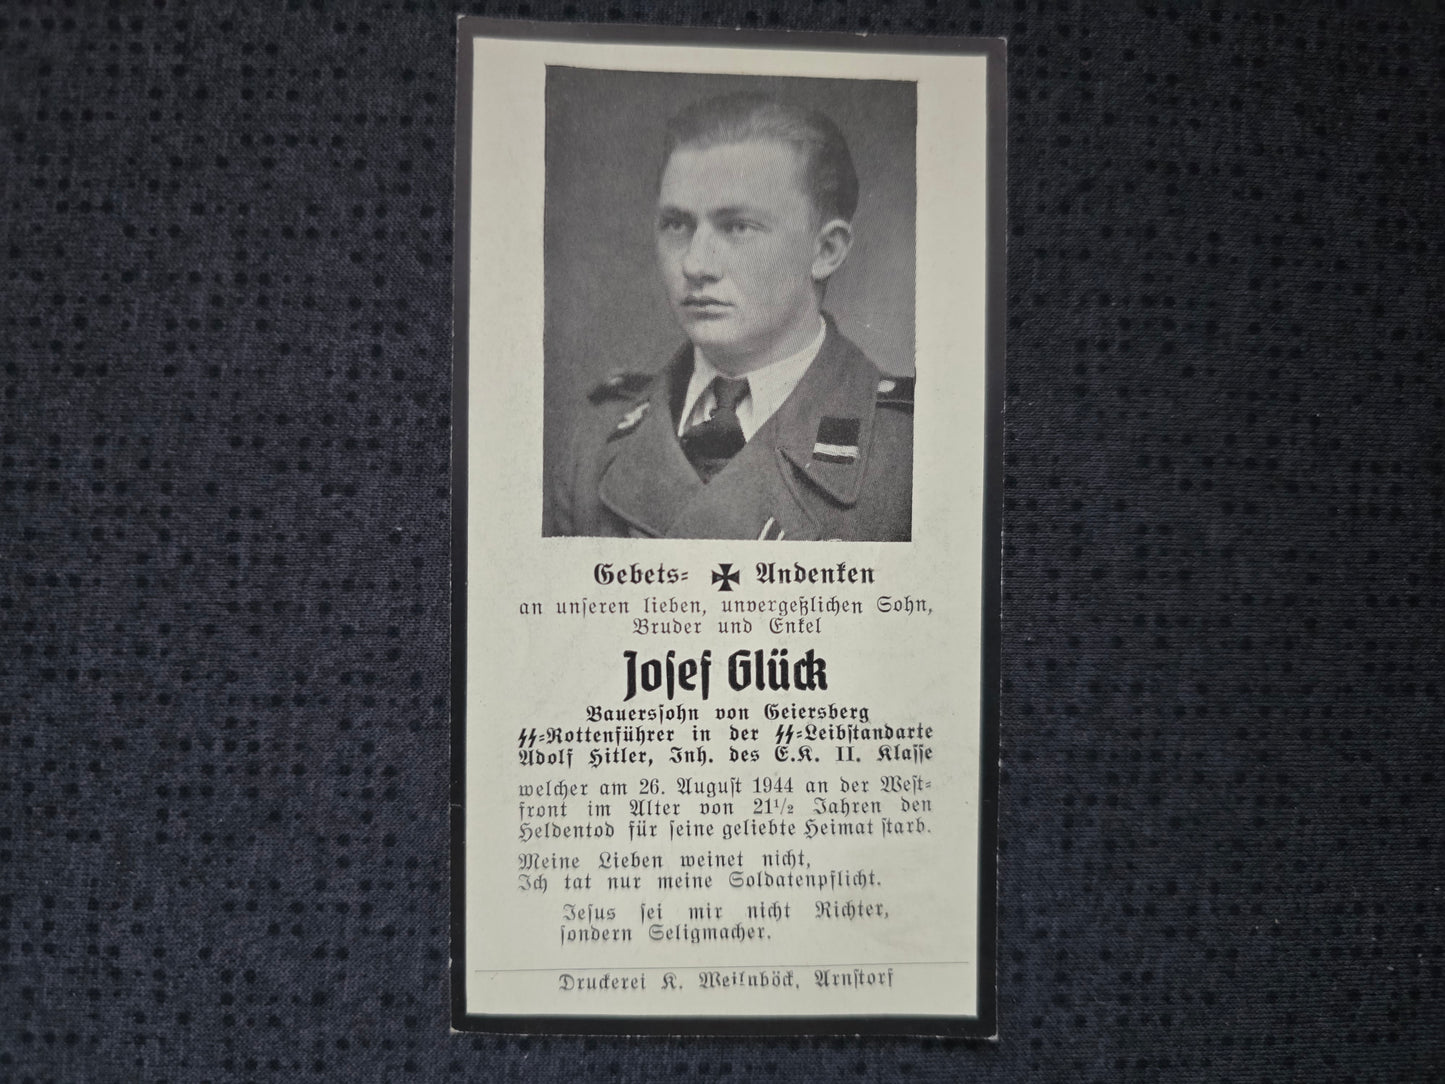 Gebets- Andenken
an unseren lieben, unvergeßlichen Sohn,
Bruder und Enkel
Josef Glück
Bauerssohn von Geiersberg
SS-Rottenführer in der SS-Leibstandarte
Adolf Hitler, Inh. des E.K. II. Klasse
welcher am 26. August 1944 an der West-
front im Alter von 21½ Jahren den
Heldentod für seine geliebte Heimat starb.
Meine Lieben weinet nicht,
Ich tat nur meine Soldatenpflicht.
Jesus sei mir nicht Richter,
sondern Seligmacher.
Druckerei K. Weilnböck, Arnstorf